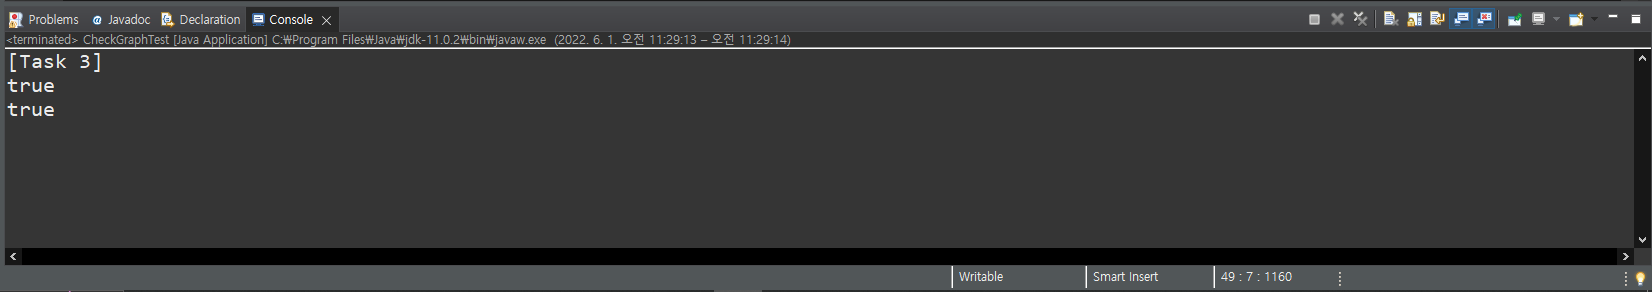 Problems @ Javadoc Declaration Console
<terminated> CheckGraphTest [Java Application] C:₩Program Files₩Java₩jdk-11.0.2₩bin₩javaw.exe (2022. 6. 1. 오전 11:29:13 – 오전 11:29:14)
[Task 3]
true
true
Writable Smart Insert 49 : 7 : 1160